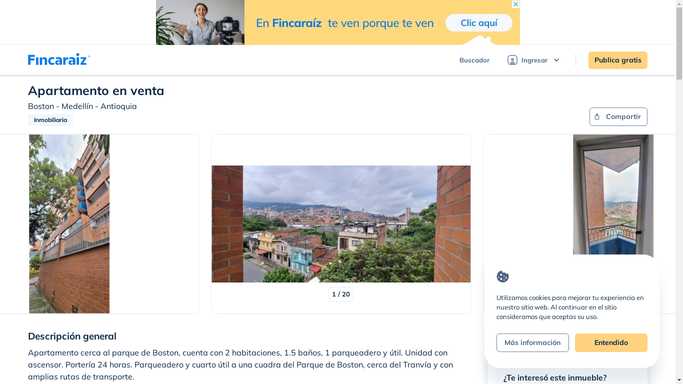 En Fincaraíz te ven porque te ven
Clic aquí
Fincaraíz
Buscador
Ingresar
Publica gratis
Apartamento en venta
Boston - Medellín - Antioquia
Inmobiliaria
Compartir
1 / 20
Utilizamos cookies para mejorar tu experiencia en
nuestro sitio web. Al continuar en el sitio
consideramos que aceptas su uso.
Más información
Entendido
Descripción general
Apartamento cerca al parque de Boston, cuenta con 2 habitaciones, 1.5 baños, 1 parqueadero y útil. Unidad con
ascensor. Portería 24 horas. Parqueadero y cuarto útil a una cuadra del Parque de Boston, cerca del Tranvía y con
amplias rutas de transporte.
¿Te interesó este inmueble?